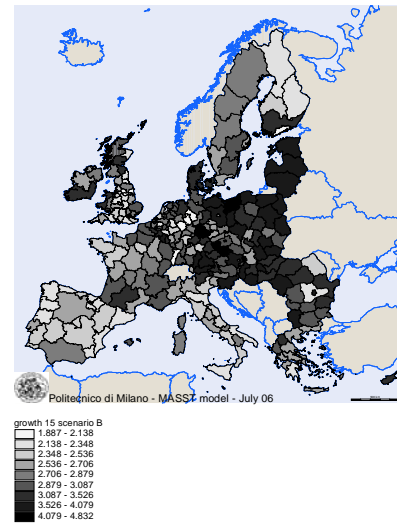 Politecnico di Milano - MASST model - July 06
growth 15 scenario B
1.887 - 2.138
2.138 - 2.348
2.348 - 2.536
2.536 - 2.706
2.706 - 2.879
2.879 - 3.087
3.087 - 3.526
3.526 - 4.079
4.079 - 4.832